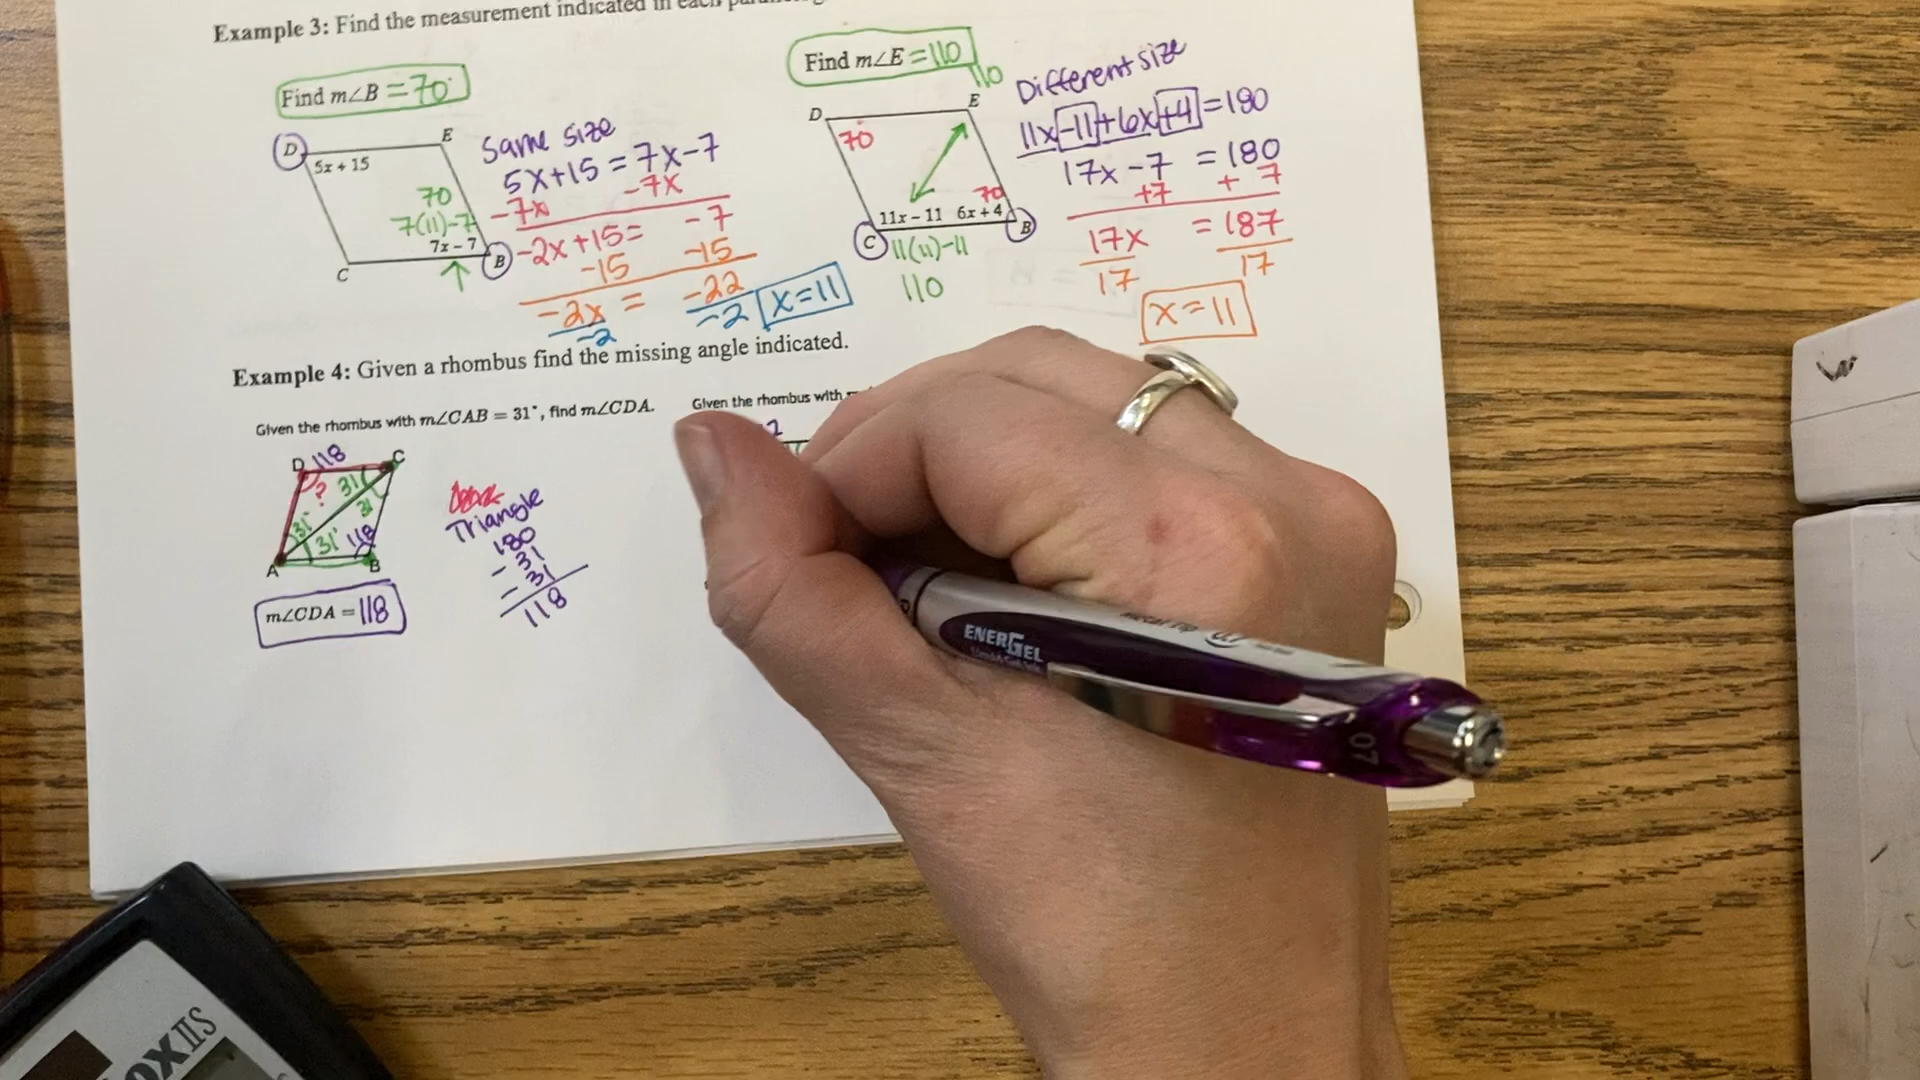 Example 3: Find the measurement indicated in each
Find m∠B = 70°
D
E
5x + 15
70
7(11)-7
7x - 7
C
B
Same size
5x+15 = 7x-7
-7x -7x
-2x+15 = -7
-15 -15
-2x = -22
-2 -2
x=11
Find m∠E = 110
110
D
E
70
70
11x - 11 6x + 4
C
B
11(11)-11
110
Different size
11x-11+6x+4=180
17x-7 = 180
+7 + 7
17x = 187
17 17
x=11
Example 4: Given a rhombus find the missing angle indicated.
Given the rhombus with m∠CAB = 31°, find m∠CDA.
D 118 C
? 31
31
31° 31° 118
A B
m∠CDA = 118
Triangle
180
- 31
- 31
118
Given the rhombus with
2
ENERGEL
07
IIS